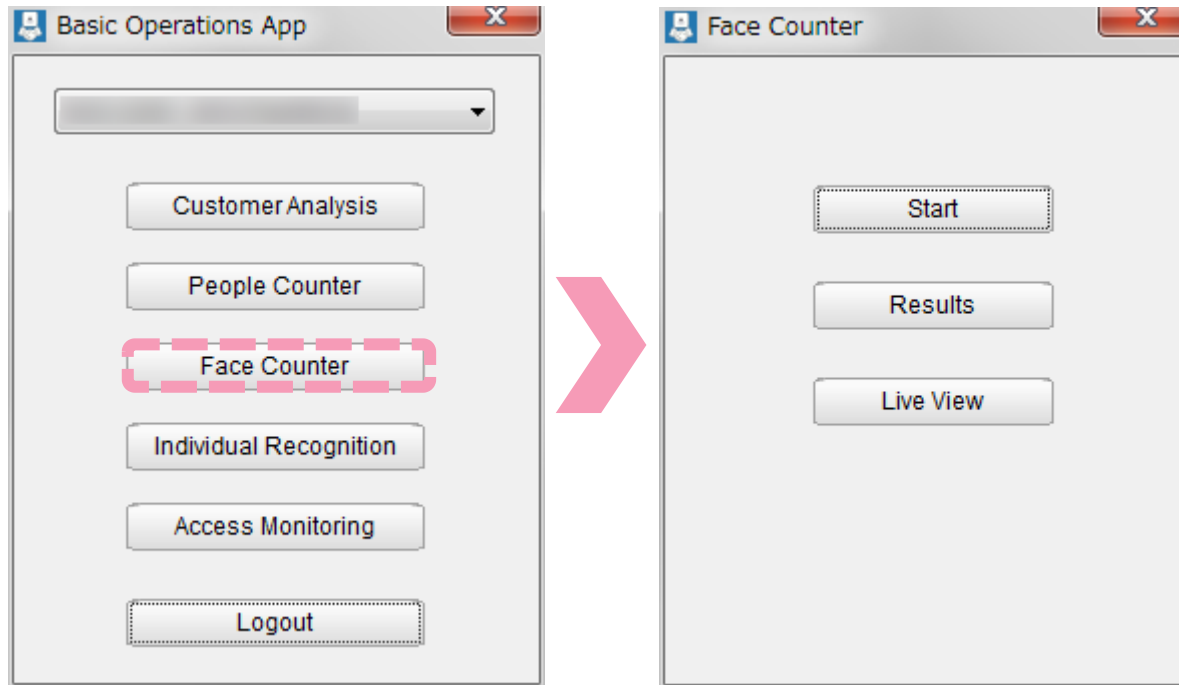 Basic Operations App
Customer Analysis
People Counter
Face Counter
Individual Recognition
Access Monitoring
Logout
Face Counter
Start
Results
Live View